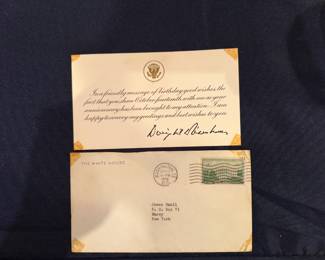 In a friendly message of birthday good wishes the
fact that you share October fourteenth with me as your
anniversary has been brought to my attention. I am
happy to convey my greetings and best wishes to you
Dwight D Eisenhower
THE WHITE HOUSE
P. O. Box 71
New York